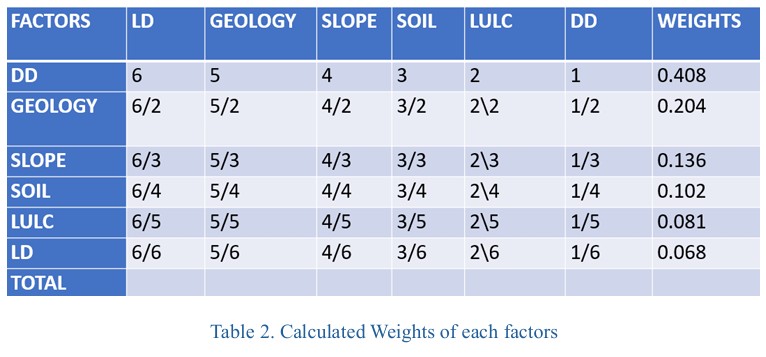 FACTORS LD GEOLOGY SLOPE SOIL LULC DD WEIGHTS
DD 6 5 4 3 2 1 0.408
GEOLOGY 6/2 5/2 4/2 3/2 2\2 1/2 0.204
SLOPE 6/3 5/3 4/3 3/3 2\3 1/3 0.136
SOIL 6/4 5/4 4/4 3/4 2\4 1/4 0.102
LULC 6/5 5/5 4/5 3/5 2\5 1/5 0.081
LD 6/6 5/6 4/6 3/6 2\6 1/6 0.068
TOTAL
Table 2. Calculated Weights of each factors